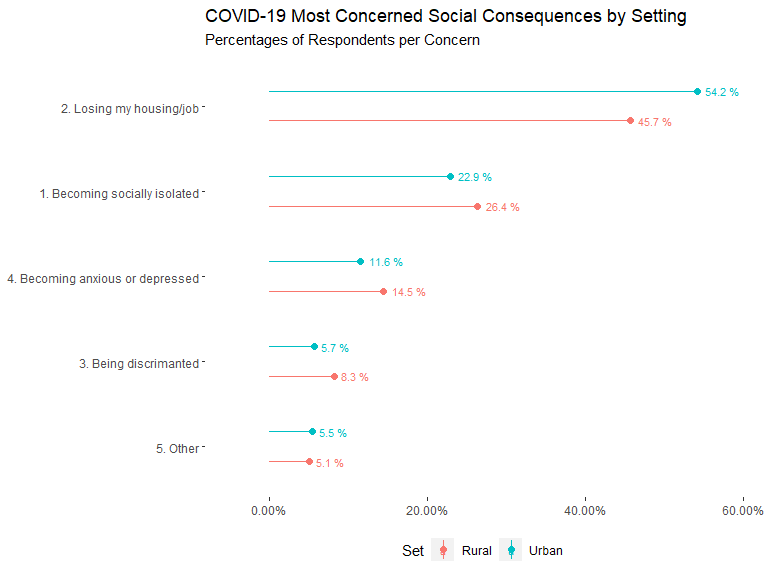 COVID-19 Most Concerned Social Consequences by Setting
Percentages of Respondents per Concern
2. Losing my housing/job
54.2 %
45.7 %
1. Becoming socially isolated
22.9 %
26.4 %
4. Becoming anxious or depressed
11.6 %
14.5 %
3. Being discrimanted
5.7 %
8.3 %
5. Other
5.5 %
5.1 %
0.00% 20.00% 40.00% 60.00%
Set Rural Urban